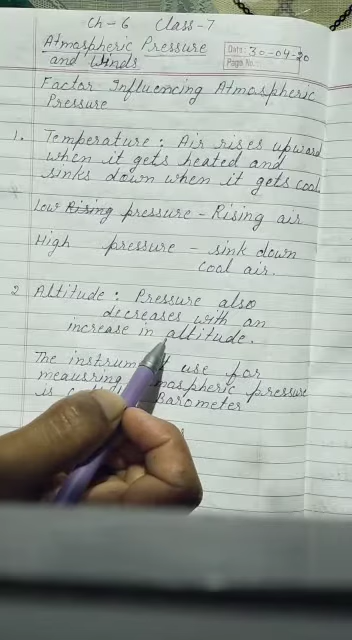 Ch-6 Class-7
Atmospheric Pressure
and Winds
Date: 30-04-20
Page No.:
Factor Influencing Atmospheric
Pressure
1. Temperature : Air rises upward
when it gets heated and
sinks down when it gets cool
Low Rising pressure - Rising air
High pressure - sink down
cool air.
2 Altitude : Pressure also
decreases with an
increase in altitude.
The use for
meausring pressure
is Barometer